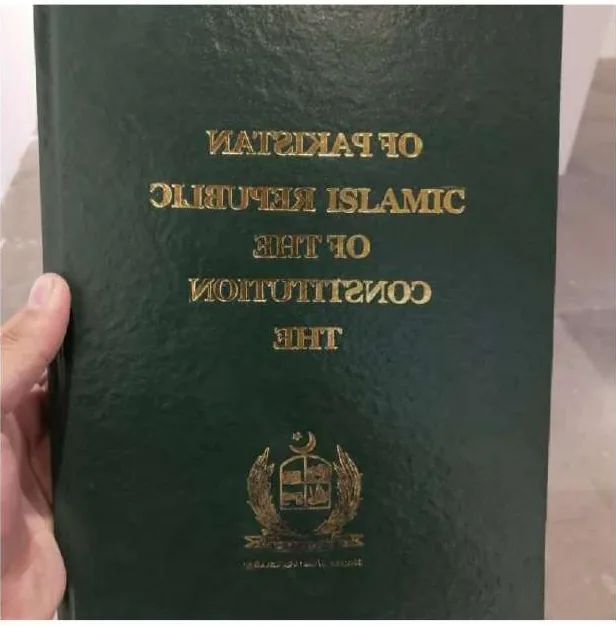 OF PAKISTAN
ISLAMIC REPUBLIC
OF THE
CONSTITUTION
THE